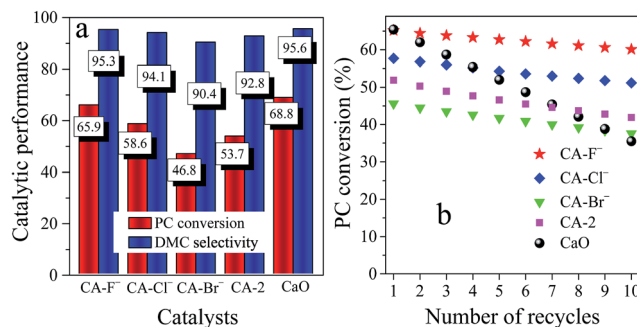 a
Catalytic performance
100
80
60
40
20
0
95.3
94.1
90.4
92.8
95.6
65.9
58.6
46.8
53.7
68.8
PC conversion
DMC selectivity
CA-F⁻ CA-Cl⁻ CA-Br⁻ CA-2 CaO
Catalysts
b
PC conversion (%)
60
50
40
30
20
10
0
CA-F⁻
CA-Cl⁻
CA-Br⁻
CA-2
CaO
1 2 3 4 5 6 7 8 9 10
Number of recycles